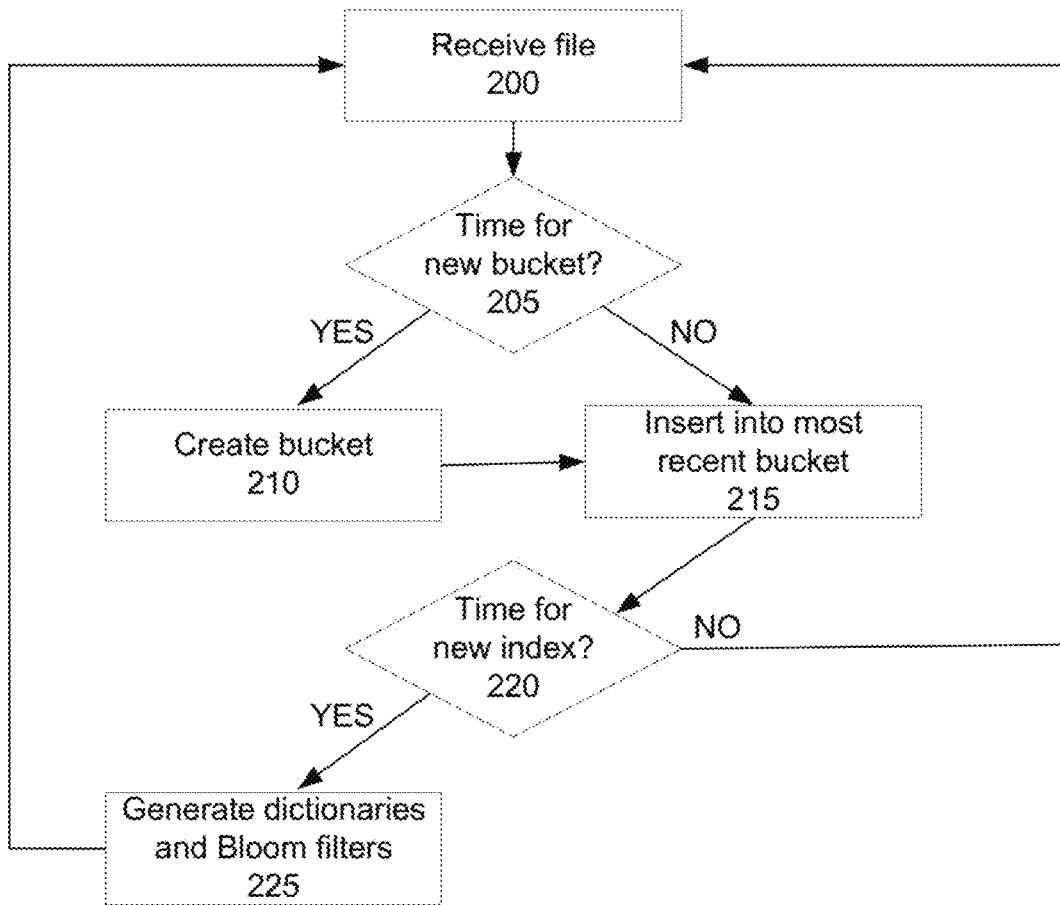 Receive file
200
Time for
new bucket?
205
YES
NO
Create bucket
210
Insert into most
recent bucket
215
Time for
new index?
220
NO
YES
Generate dictionaries
and Bloom filters
225